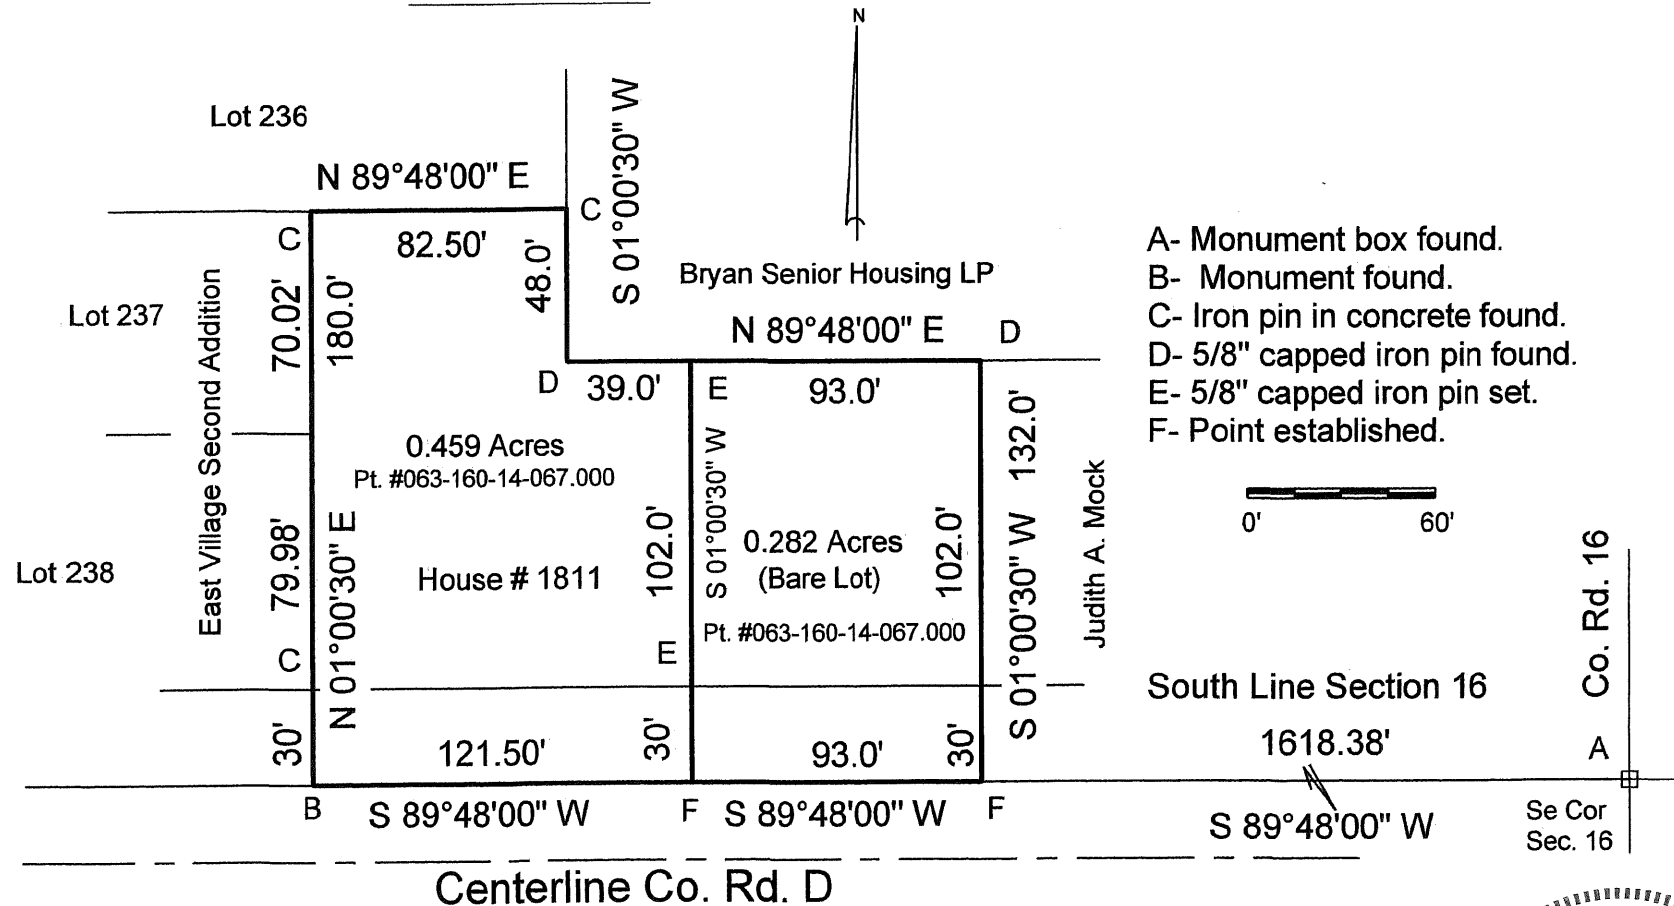 N
Lot 236
N 89°48'00" E
S 01°00'30" W
C
C
82.50'
48.0'
Bryan Senior Housing LP
N 89°48'00" E
D
Lot 237
East Village Second Addition
70.02'
180.0'
D
39.0'
E
93.0'
132.0'
0.459 Acres
Pt. #063-160-14-067.000
S 01°00'30" W
Judith A. Mock
Lot 238
79.98'
N 01°00'30" E
House # 1811
102.0'
0.282 Acres
(Bare Lot)
102.0'
S 01°00'30" W
Pt. #063-160-14-067.000
C
E
30'
121.50'
30'
93.0'
30'
B
S 89°48'00" W
F
S 89°48'00" W
F
Centerline Co. Rd. D
A- Monument box found.
B- Monument found.
C- Iron pin in concrete found.
D- 5/8" capped iron pin found.
E- 5/8" capped iron pin set.
F- Point established.
0'
60'
Co. Rd. 16
South Line Section 16
1618.38'
A
S 89°48'00" W
Se Cor
Sec. 16